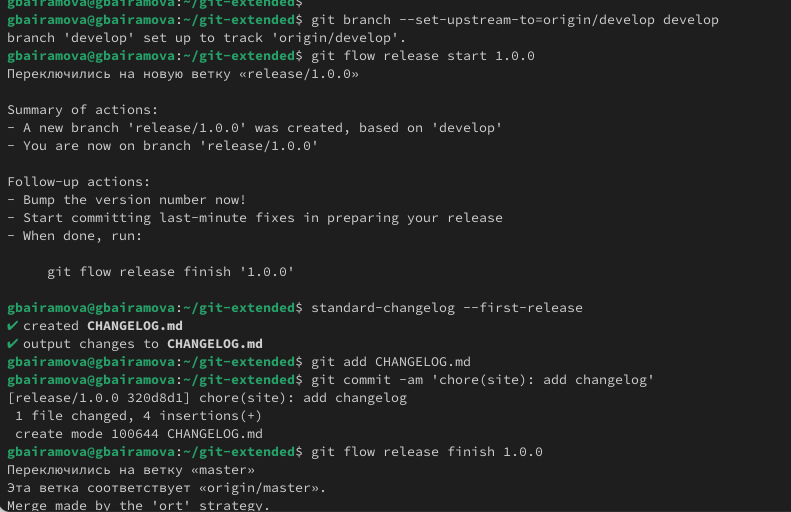 gbairamova@gbairamova:~/git-extended$
gbairamova@gbairamova:~/git-extended$ git branch --set-upstream-to=origin/develop develop
branch 'develop' set up to track 'origin/develop'.
gbairamova@gbairamova:~/git-extended$ git flow release start 1.0.0
Переключились на новую ветку «release/1.0.0»

Summary of actions:
- A new branch 'release/1.0.0' was created, based on 'develop'
- You are now on branch 'release/1.0.0'

Follow-up actions:
- Bump the version number now!
- Start committing last-minute fixes in preparing your release
- When done, run:

     git flow release finish '1.0.0'

gbairamova@gbairamova:~/git-extended$ standard-changelog --first-release
✔ created CHANGELOG.md
✔ output changes to CHANGELOG.md
gbairamova@gbairamova:~/git-extended$ git add CHANGELOG.md
gbairamova@gbairamova:~/git-extended$ git commit -am 'chore(site): add changelog'
[release/1.0.0 320d8d1] chore(site): add changelog
 1 file changed, 4 insertions(+)
 create mode 100644 CHANGELOG.md
gbairamova@gbairamova:~/git-extended$ git flow release finish 1.0.0
Переключились на ветку «master»
Эта ветка соответствует «origin/master».
Merge made by the 'ort' strategy.